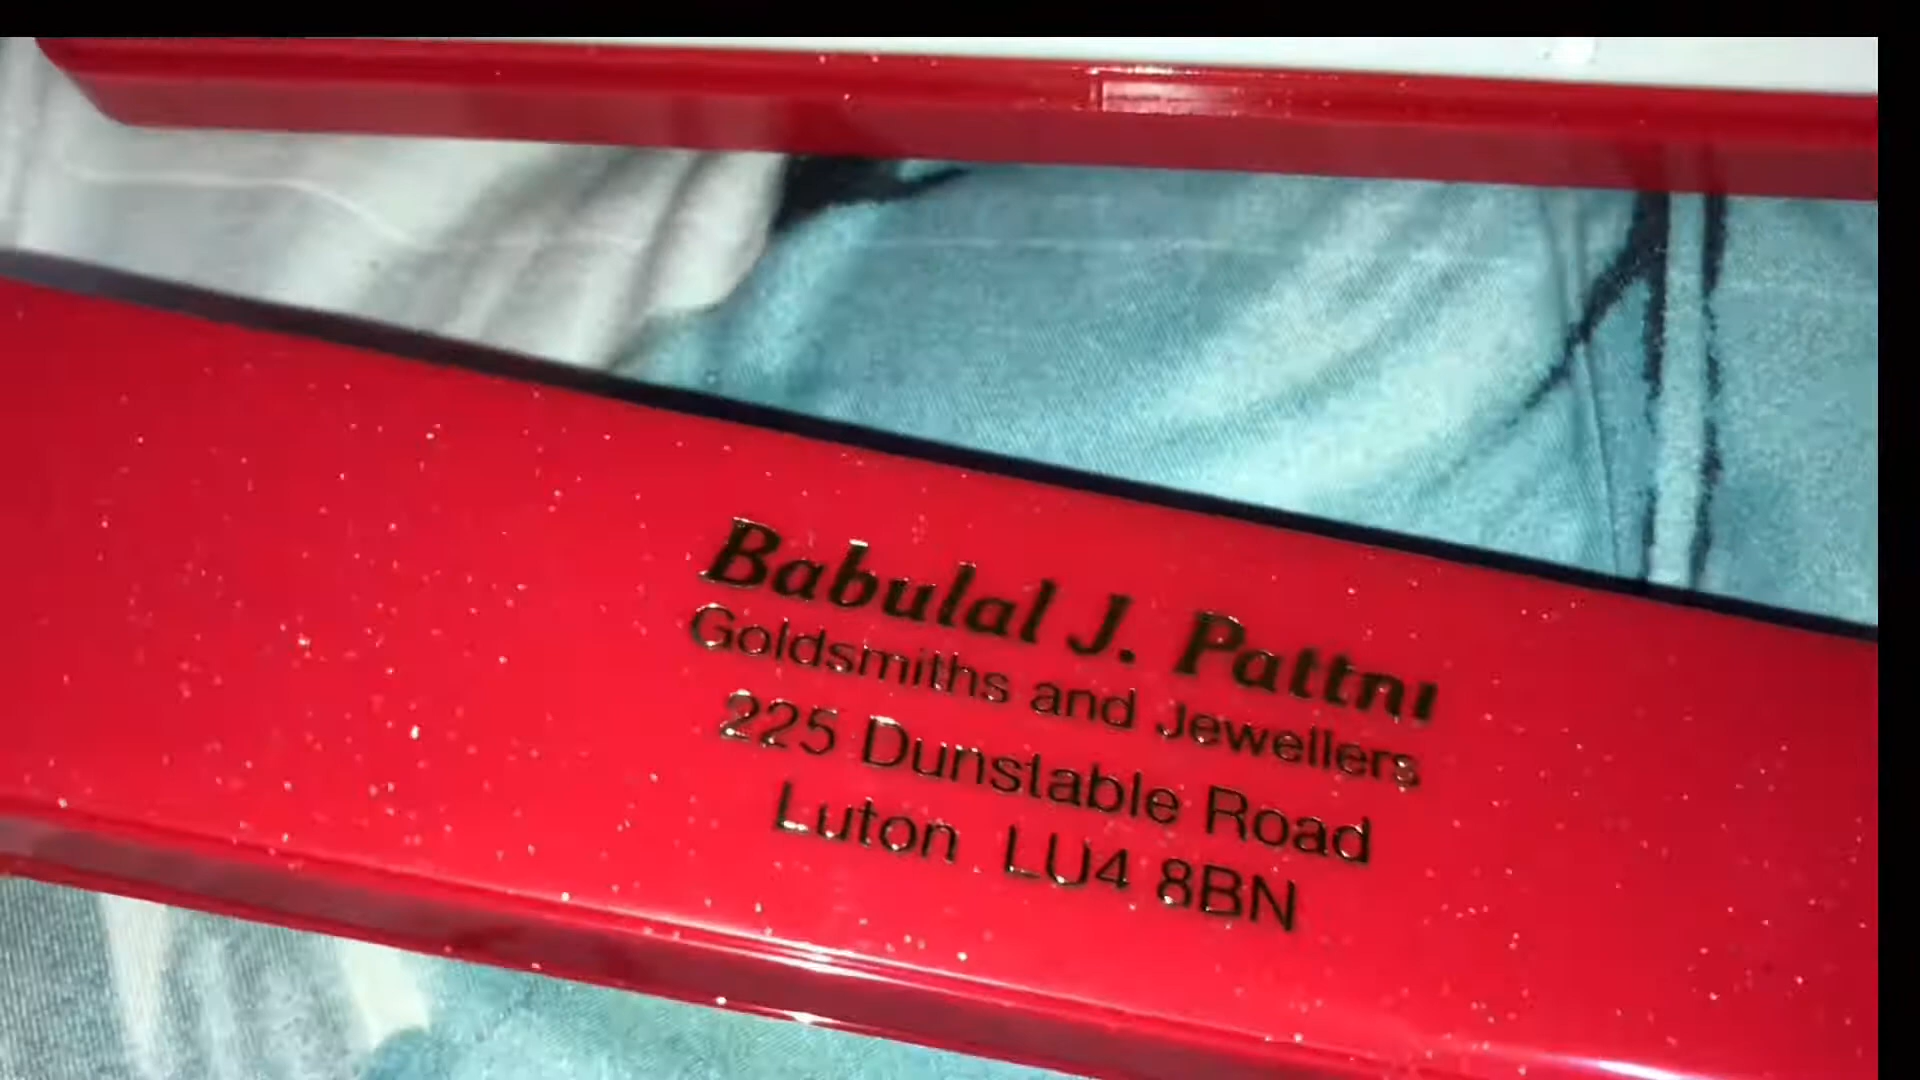 Babulal J. Pattni
Goldsmiths and Jewellers
225 Dunstable Road
Luton LU4 8BN